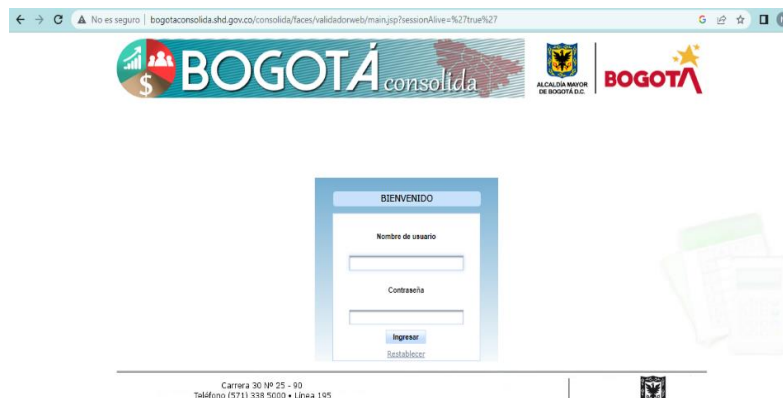 No es seguro | bogotaconsolida.shd.gov.co/consolida/faces/validadorweb/main.jsp?sessionAlive=%27true%27
BOGOTÁ consolida
ALCALDÍA MAYOR
DE BOGOTÁ D.C.
BOGOTÁ
BIENVENIDO
Nombre de usuario
Contraseña
Ingresar
Restablecer
Carrera 30 Nº 25 - 90
Teléfono (571) 338 5000 • Línea 195